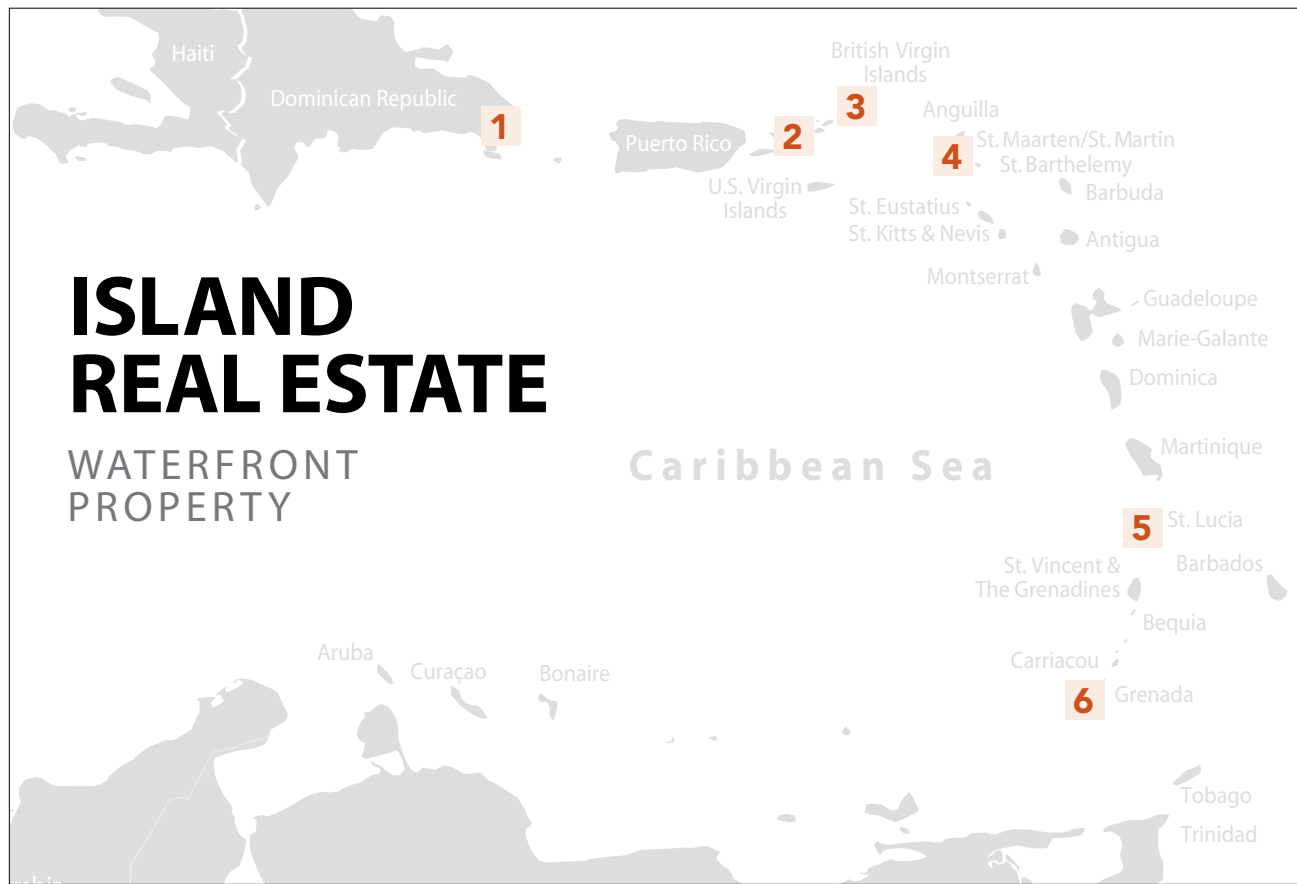 Haiti
Dominican Republic
1
Puerto Rico
2
3
British Virgin
Islands
Anguilla
4
St. Maarten/St. Martin
St. Barthelemy
U.S. Virgin
Islands
Barbuda
St. Eustatius
St. Kitts & Nevis
Antigua
Montserrat
Guadeloupe
Marie-Galante
Dominica
ISLAND
REAL ESTATE
WATERFRONT
PROPERTY
Caribbean Sea
Martinique
5
St. Lucia
St. Vincent &
The Grenadines
Barbados
Bequia
Carriacou
6
Grenada
Aruba
Curaçao
Bonaire
Tobago
Trinidad